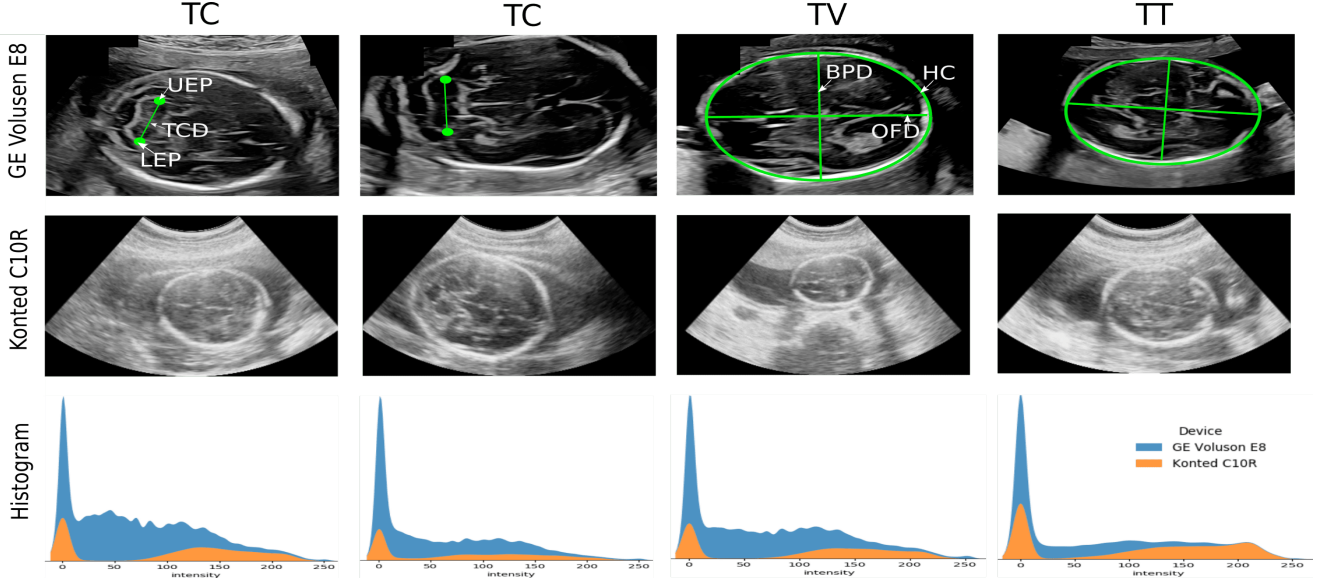 TC TC TV TT
GE Volusen E8
UEP
TCD
LEP
BPD
HC
OFD
Konted C10R
Histogram
Device
GE Voluson E8
Konted C10R
0 50 100 150 200 250
intensity
0 50 100 150 200 250
intensity
0 50 100 150 200 250
intensity
0 50 100 150 200 250
intensity